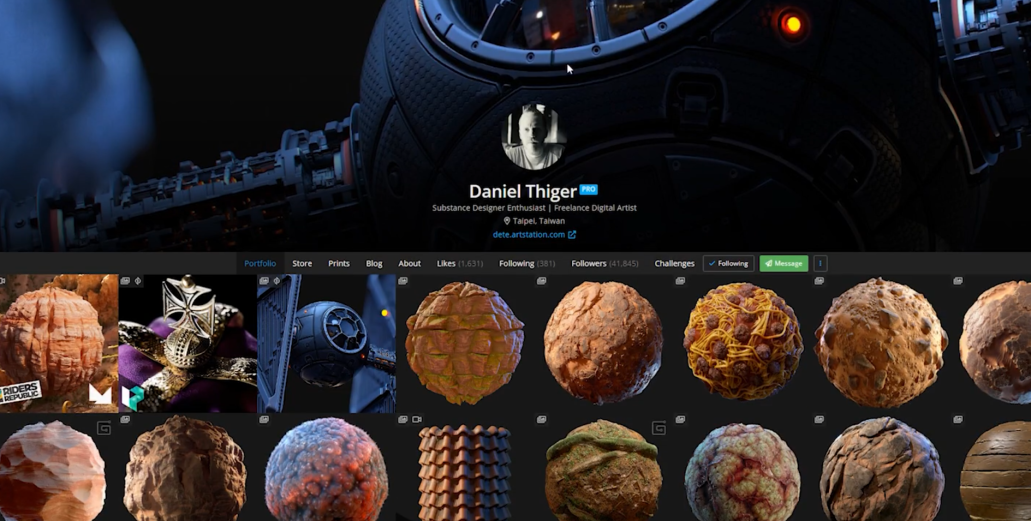 Daniel Thiger PRO
Substance Designer Enthusiast | Freelance Digital Artist
Taipei, Taiwan
dete.artstation.com
Portfolio Store Prints Blog About Likes (1,631) Following (381) Followers (41,845) Challenges Following Message
RIDERS
REPUBLIC